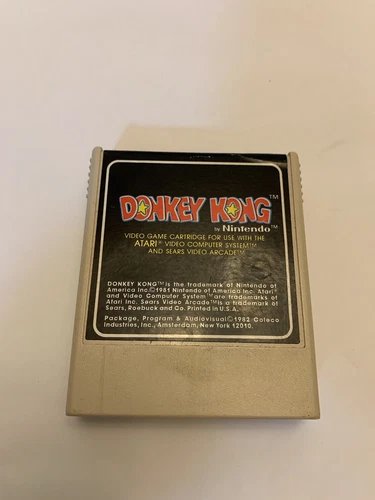 DONKEY KONG™
by Nintendo™
VIDEO GAME CARTRIDGE FOR USE WITH THE
ATARI® VIDEO COMPUTER SYSTEM™
AND SEARS VIDEO ARCADE™
DONKEY KONG™ is the trademark of Nintendo of
America Inc.©1981 Nintendo of America Inc. Atari®
and Video Computer System™ are trademarks of
Atari Inc. Sears Video Arcade™ is a trademark of
Sears, Roebuck and Co. Printed in U.S.A.
Package, Program & Audiovisual©1982 Coleco
Industries, Inc., Amsterdam, New York 12010